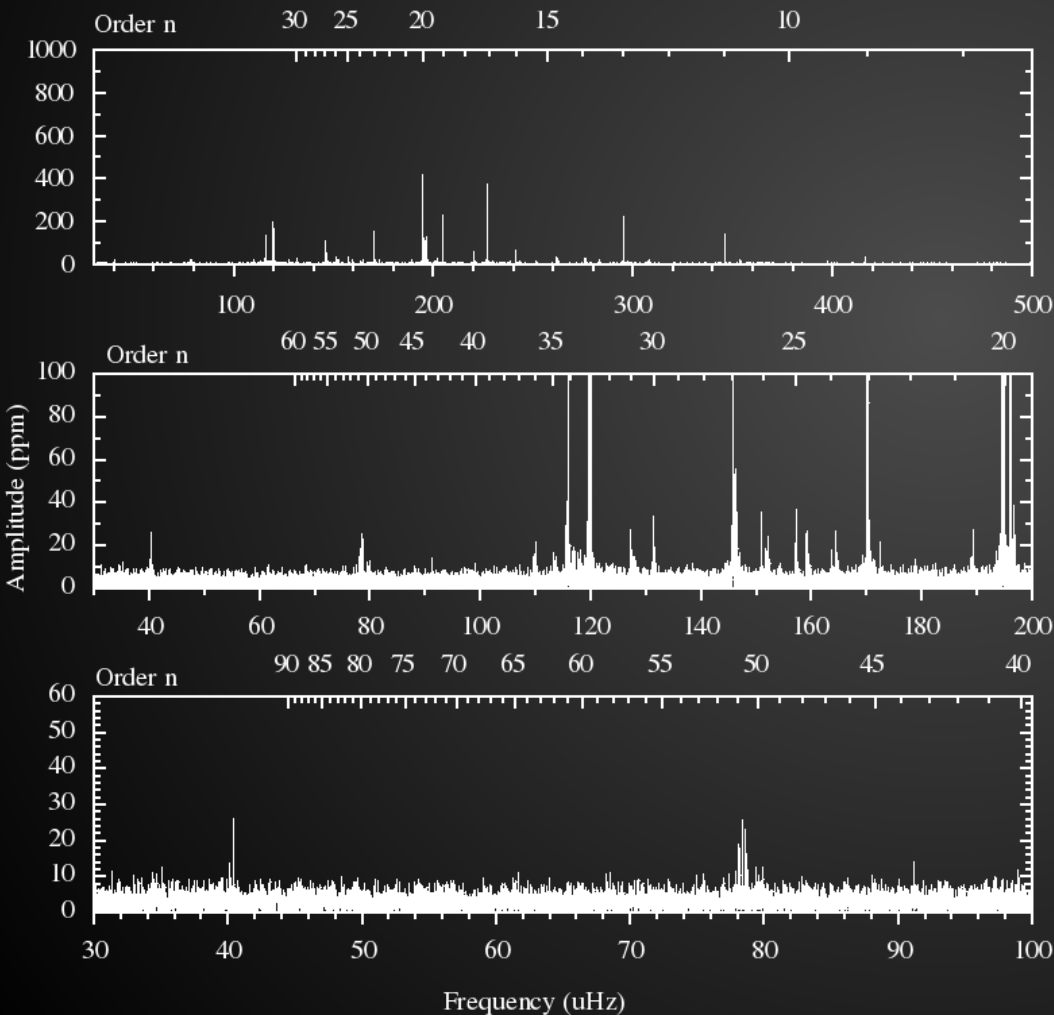 Order n 30 25 20 15 10
1000
800
600
400
200
0
100 200 300 400 500
Order n 60 55 50 45 40 35 30 25 20
100
80
60
40
20
0
40 60 80 100 120 140 160 180 200
Amplitude (ppm)
Order n 90 85 80 75 70 65 60 55 50 45 40
60
50
40
30
20
10
0
30 40 50 60 70 80 90 100
Frequency (uHz)